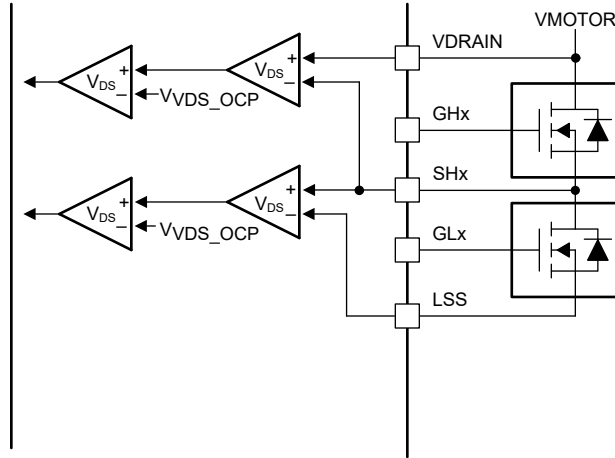 VDRAIN
VMOTOR
+
VDS
−
VVDS_OCP
+
VDS
−
GHx
SHx
+
VDS
−
VVDS_OCP
+
VDS
−
GLx
LSS